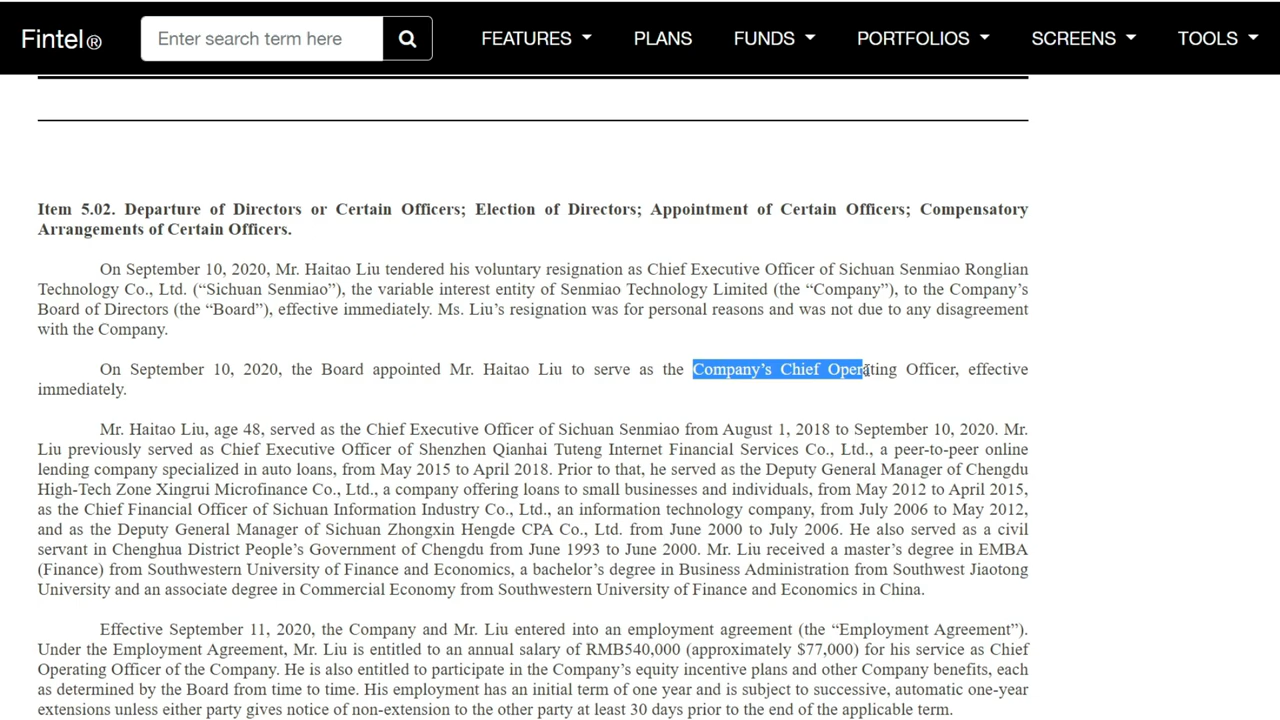 Fintel® Enter search term here FEATURES PLANS FUNDS PORTFOLIOS SCREENS TOOLS
Item 5.02. Departure of Directors or Certain Officers; Election of Directors; Appointment of Certain Officers; Compensatory
Arrangements of Certain Officers.
On September 10, 2020, Mr. Haitao Liu tendered his voluntary resignation as Chief Executive Officer of Sichuan Senmiao Ronglian
Technology Co., Ltd. (“Sichuan Senmiao”), the variable interest entity of Senmiao Technology Limited (the “Company”), to the Company’s
Board of Directors (the “Board”), effective immediately. Ms. Liu’s resignation was for personal reasons and was not due to any disagreement
with the Company.
On September 10, 2020, the Board appointed Mr. Haitao Liu to serve as the Company’s Chief Operating Officer, effective
immediately.
Mr. Haitao Liu, age 48, served as the Chief Executive Officer of Sichuan Senmiao from August 1, 2018 to September 10, 2020. Mr.
Liu previously served as Chief Executive Officer of Shenzhen Qianhai Tuteng Internet Financial Services Co., Ltd., a peer-to-peer online
lending company specialized in auto loans, from May 2015 to April 2018. Prior to that, he served as the Deputy General Manager of Chengdu
High-Tech Zone Xingrui Microfinance Co., Ltd., a company offering loans to small businesses and individuals, from May 2012 to April 2015,
as the Chief Financial Officer of Sichuan Information Industry Co., Ltd., an information technology company, from July 2006 to May 2012,
and as the Deputy General Manager of Sichuan Zhongxin Hengde CPA Co., Ltd. from June 2000 to July 2006. He also served as a civil
servant in Chenghua District People’s Government of Chengdu from June 1993 to June 2000. Mr. Liu received a master’s degree in EMBA
(Finance) from Southwestern University of Finance and Economics, a bachelor’s degree in Business Administration from Southwest Jiaotong
University and an associate degree in Commercial Economy from Southwestern University of Finance and Economics in China.
Effective September 11, 2020, the Company and Mr. Liu entered into an employment agreement (the “Employment Agreement”).
Under the Employment Agreement, Mr. Liu is entitled to an annual salary of RMB540,000 (approximately $77,000) for his service as Chief
Operating Officer of the Company. He is also entitled to participate in the Company’s equity incentive plans and other Company benefits, each
as determined by the Board from time to time. His employment has an initial term of one year and is subject to successive, automatic one-year
extensions unless either party gives notice of non-extension to the other party at least 30 days prior to the end of the applicable term.